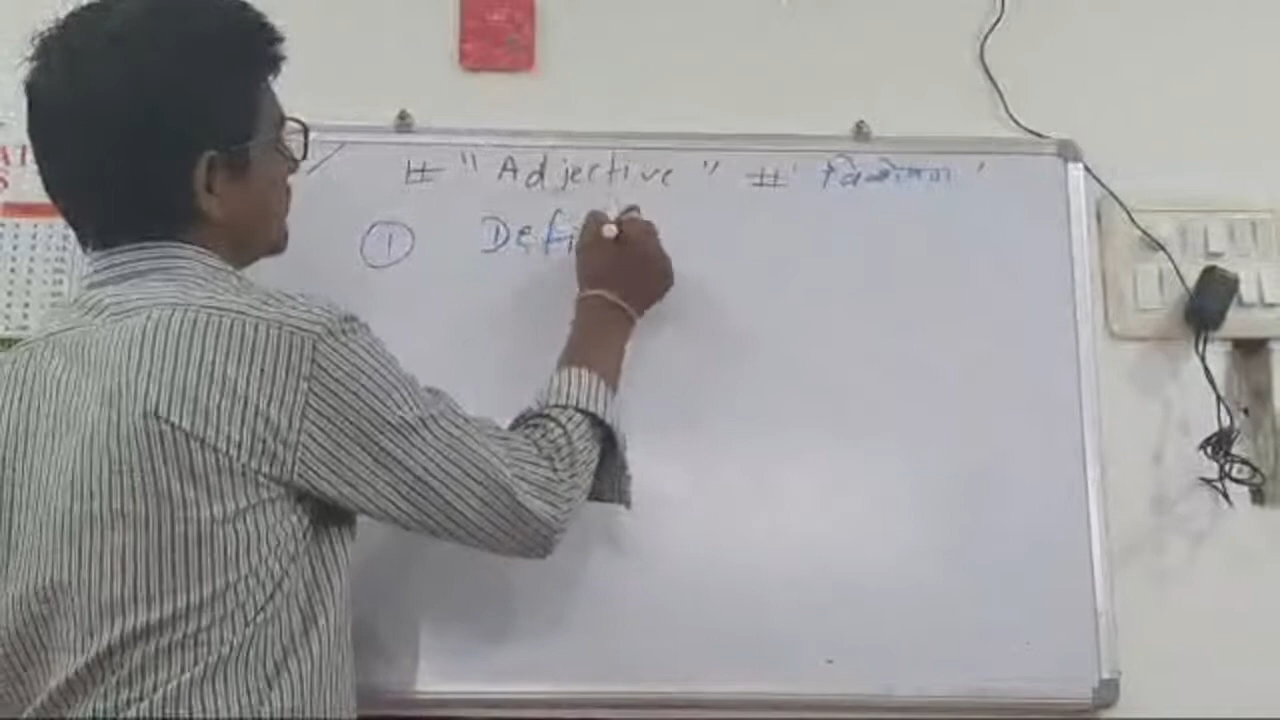 # " Adjective " # ' विशेषण '
① Defi